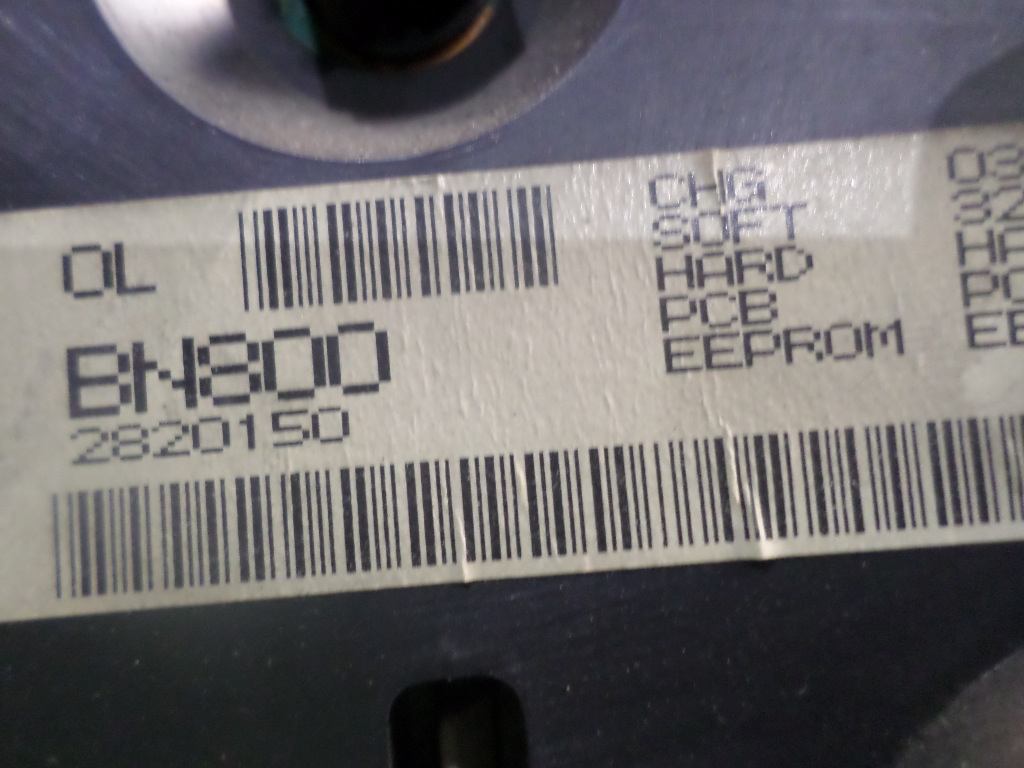 OL
BN800
2820150
CHG
SOFT
HARD
PCB
EEPROM